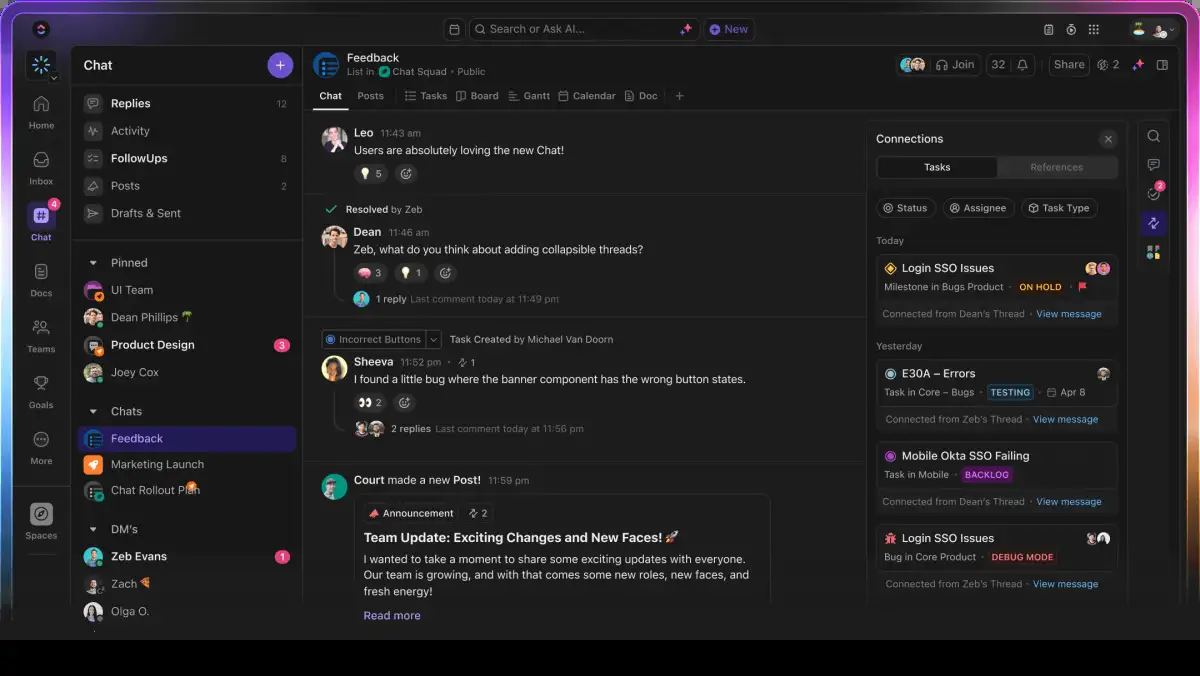 Search or Ask AI...
New
Home
Inbox
4
Chat
Docs
Teams
Goals
More
Spaces
Chat
Replies 12
Activity
FollowUps 8
Posts 2
Drafts & Sent
Pinned
UI Team
Dean Phillips
Product Design 3
Joey Cox
Chats
Feedback
Marketing Launch
Chat Rollout Plan
DM's
Zeb Evans 1
Zach
Olga O.
Feedback
List in Chat Squad • Public
Join
32
Share
2
Chat Posts Tasks Board Gantt Calendar Doc
Leo 11:43 am
Users are absolutely loving the new Chat!
5
Resolved by Zeb
Dean 11:46 am
Zeb, what do you think about adding collapsible threads?
3 1
1 reply Last comment today at 11:49 pm
Incorrect Buttons Task Created by Michael Van Doorn
Sheeva 11:52 pm • 1
I found a little bug where the banner component has the wrong button states.
2
2 replies Last comment today at 11:56 pm
Court made a new Post! 11:59 pm
Announcement 2
Team Update: Exciting Changes and New Faces!
I wanted to take a moment to share some exciting updates with everyone.
Our team is growing, and with that comes some new roles, new faces, and
fresh energy!
Read more
Connections
Tasks References
Status Assignee Task Type
Today
Login SSO Issues
Milestone in Bugs Product • ON HOLD •
Connected from Dean's Thread • View message
Yesterday
E30A – Errors
Task in Core – Bugs • TESTING • Apr 8
Connected from Zeb's Thread • View message
Mobile Okta SSO Failing
Task in Mobile • BACKLOG
Connected from Dean's Thread • View message
Login SSO Issues
Bug in Core Product • DEBUG MODE
Connected from Zeb's Thread • View message
2